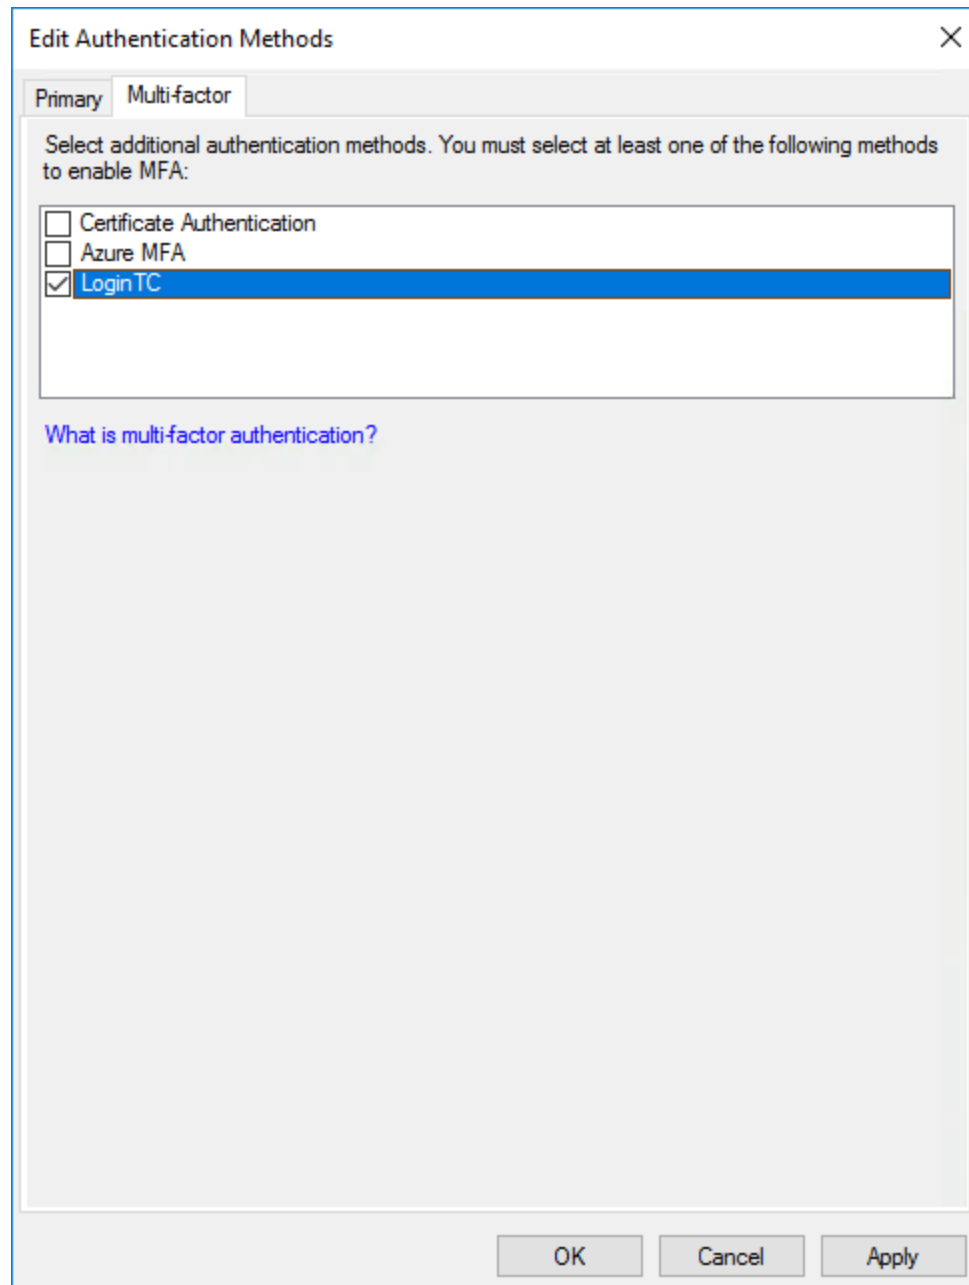 Edit Authentication Methods
Primary
Multi-factor
Select additional authentication methods. You must select at least one of the following methods
to enable MFA:
Certificate Authentication
Azure MFA
LoginTC
What is multi-factor authentication?
OK
Cancel
Apply